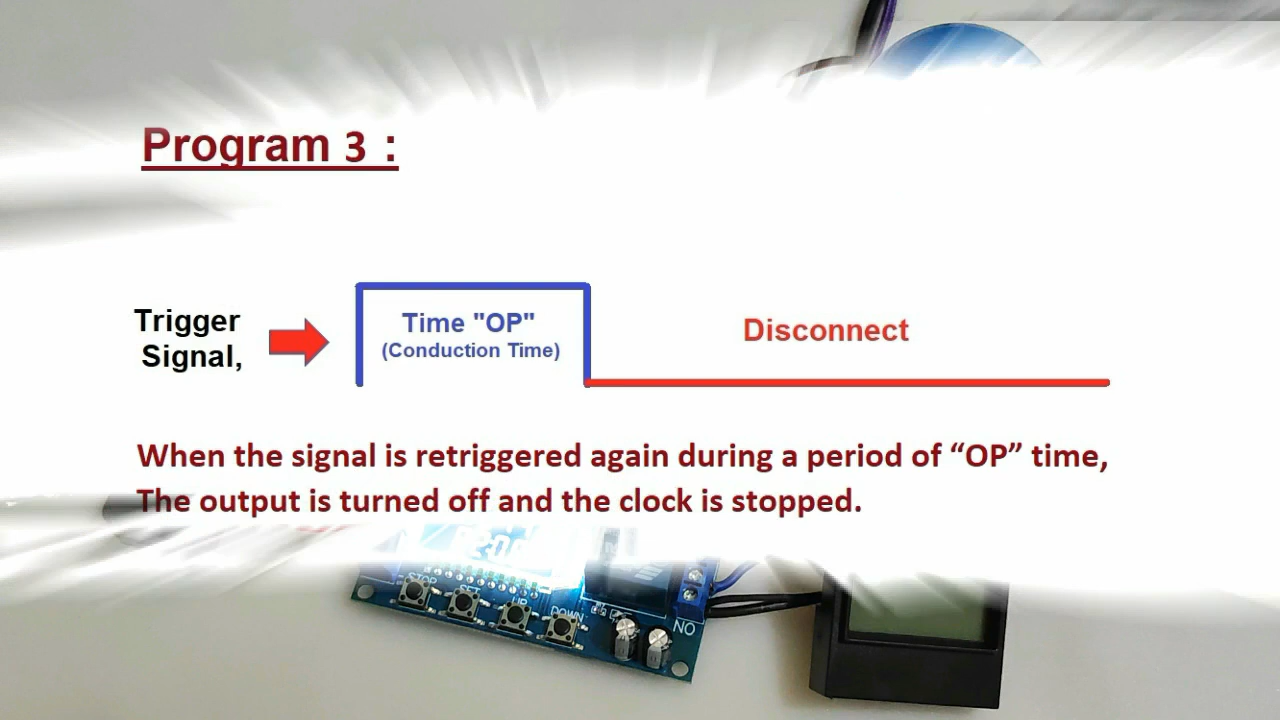 Program 3 :
Trigger
Signal,
Time "OP"
(Conduction Time)
Disconnect
When the signal is retriggered again during a period of “OP” time,
The output is turned off and the clock is stopped.
STOP
SET
UP
DOWN
NO